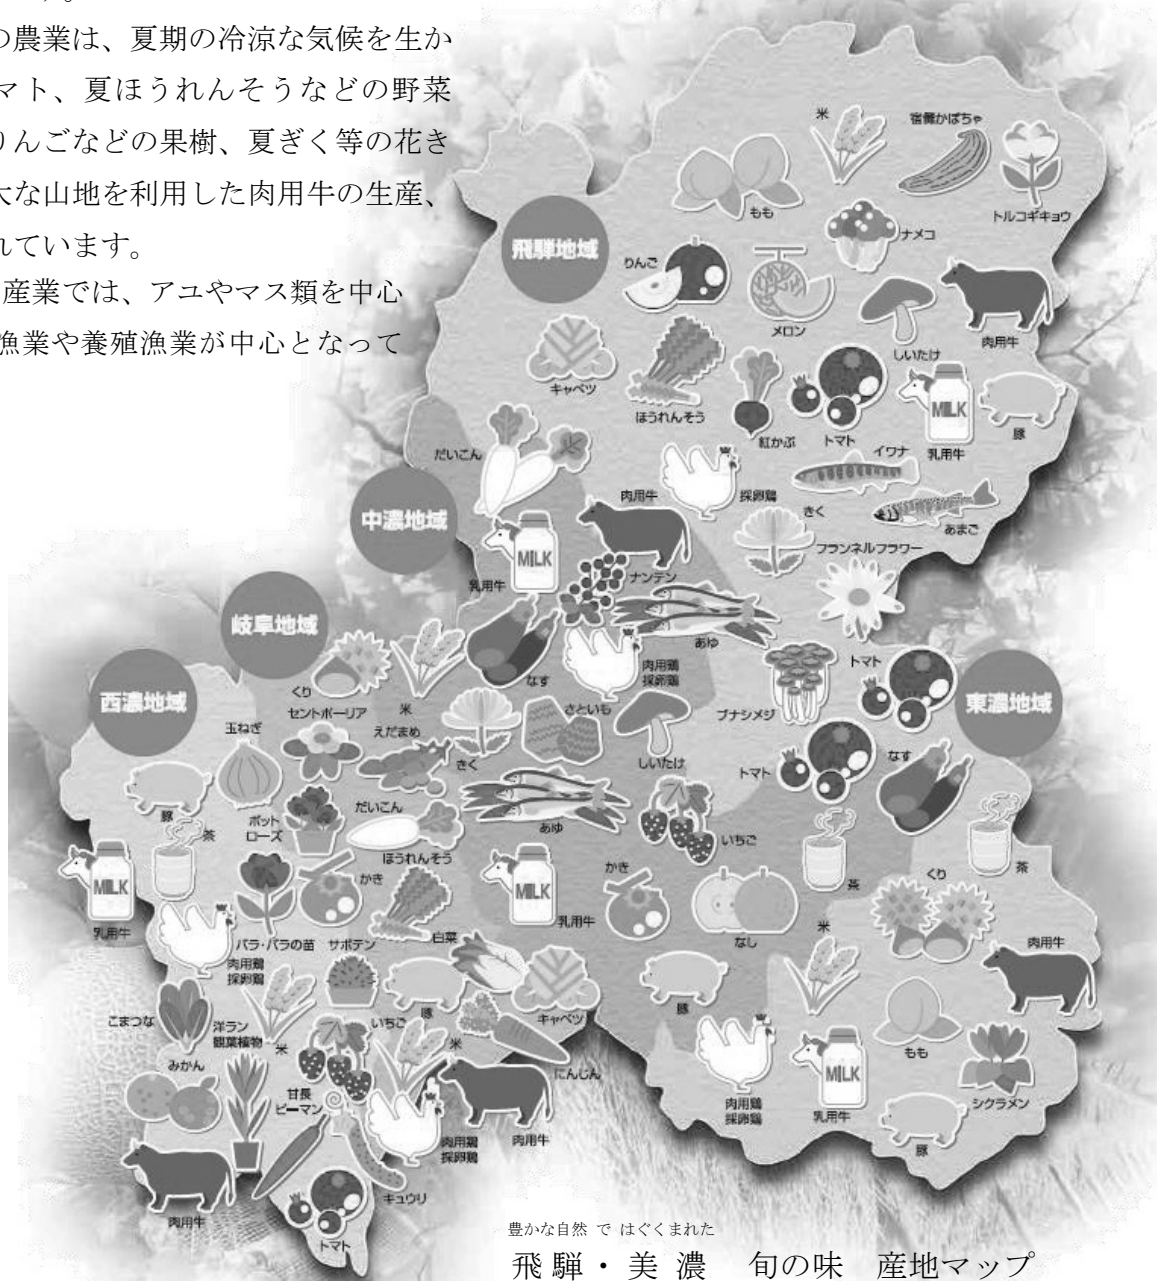 す。
の農業は、夏期の冷涼な気候を生か
マト、夏ほうれんそうなどの野菜
りんごなどの果樹、夏ぎく等の花き
大な山地を利用した肉用牛の生産、
れています。
産業では、アユやマス類を中心
漁業や養殖漁業が中心となって
米
宿儺かぼちゃ
もも
トルコギキョウ
飛騨地域
ナメコ
りんご
メロン
しいたけ
肉用牛
キャベツ
ほうれんそう
紅かぶ
トマト
MILK
乳用牛
豚
だいこん
イワナ
肉用牛
採卵鶏
きく
あまご
中濃地域
フランネルフラワー
MILK
乳用牛
ナンテン
あゆ
岐阜地域
くり
米
なす
肉用鶏
採卵鶏
トマト
西濃地域
セントポーリア
さといも
ブナシメジ
東濃地域
玉ねぎ
えだまめ
きく
しいたけ
トマト
なす
豚
ポット
ローズ
だいこん
あゆ
いちご
茶
ほうれんそう
茶
茶
MILK
乳用牛
かき
MILK
乳用牛
かき
なし
くり
バラ・バラの苗
サボテン
白菜
米
肉用牛
肉用鶏
採卵鶏
豚
キャベツ
豚
こまつな
洋ラン
観葉植物
米
いちご
米
にんじん
もも
みかん
甘長
ピーマン
MILK
シクラメン
肉用鶏
採卵鶏
肉用牛
肉用鶏
採卵鶏
乳用牛
豚
キュウリ
肉用牛
トマト
豊かな自然 で はぐくまれた
飛騨・美濃 旬の味 産地マップ